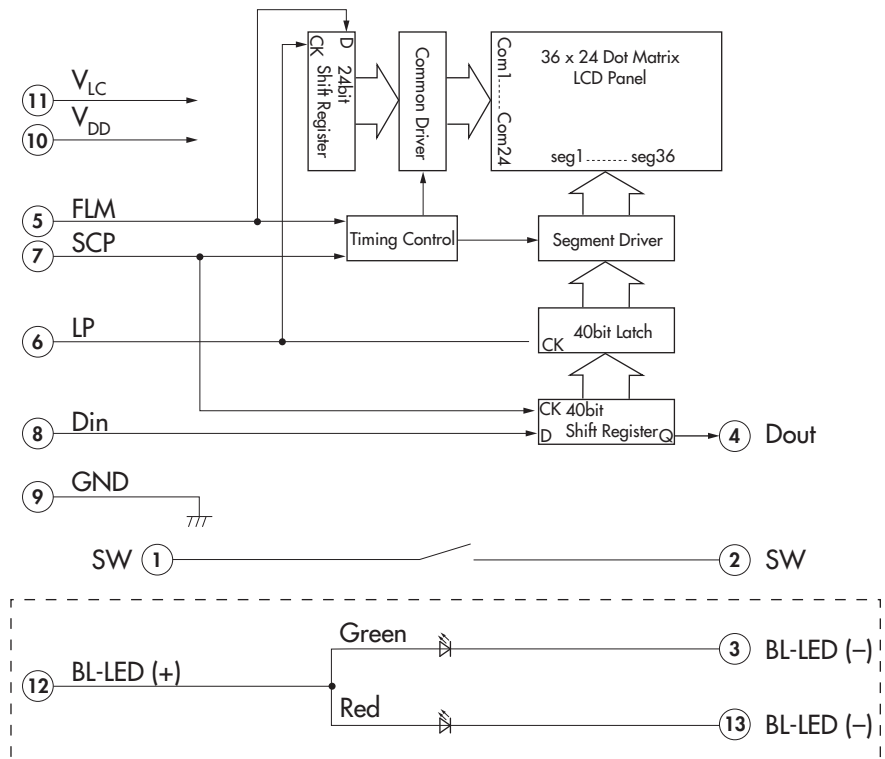 D
CK
24bit
Shift Register
Common Driver
Com1......Com24
36 x 24 Dot Matrix
LCD Panel
seg1........ seg36
11 VLC
10 VDD
5 FLM
7 SCP
Timing Control
Segment Driver
6 LP
40bit Latch
CK
8 Din
CK 40bit
D Shift Register Q
4 Dout
9 GND
SW 1
2 SW
Green
3 BL-LED (–)
12 BL-LED (+)
Red
13 BL-LED (–)